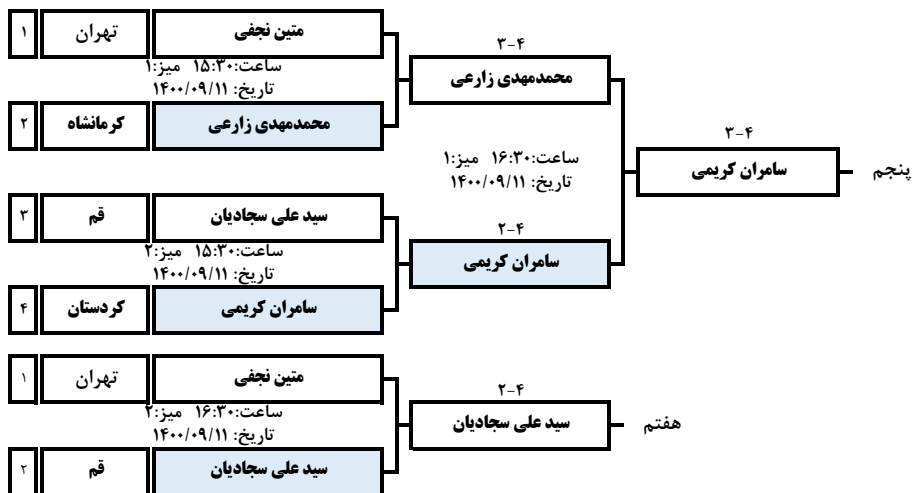 ۱ تهران متین نجفی
ساعت:۱۵:۳۰ میز:۱
تاریخ: ۱۴۰۰/۰۹/۱۱
۲ کرمانشاه محمدمهدی زارعی
۳-۴
محمدمهدی زارعی
ساعت:۱۶:۳۰ میز:۱
تاریخ: ۱۴۰۰/۰۹/۱۱
۳-۴
سامران کریمی
پنجم
۳ قم سید علی سجادیان
ساعت:۱۵:۳۰ میز:۲
تاریخ: ۱۴۰۰/۰۹/۱۱
۴ کردستان سامران کریمی
۲-۴
سامران کریمی
۱ تهران متین نجفی
ساعت:۱۶:۳۰ میز:۲
تاریخ: ۱۴۰۰/۰۹/۱۱
۲ قم سید علی سجادیان
۲-۴
سید علی سجادیان
هفتم